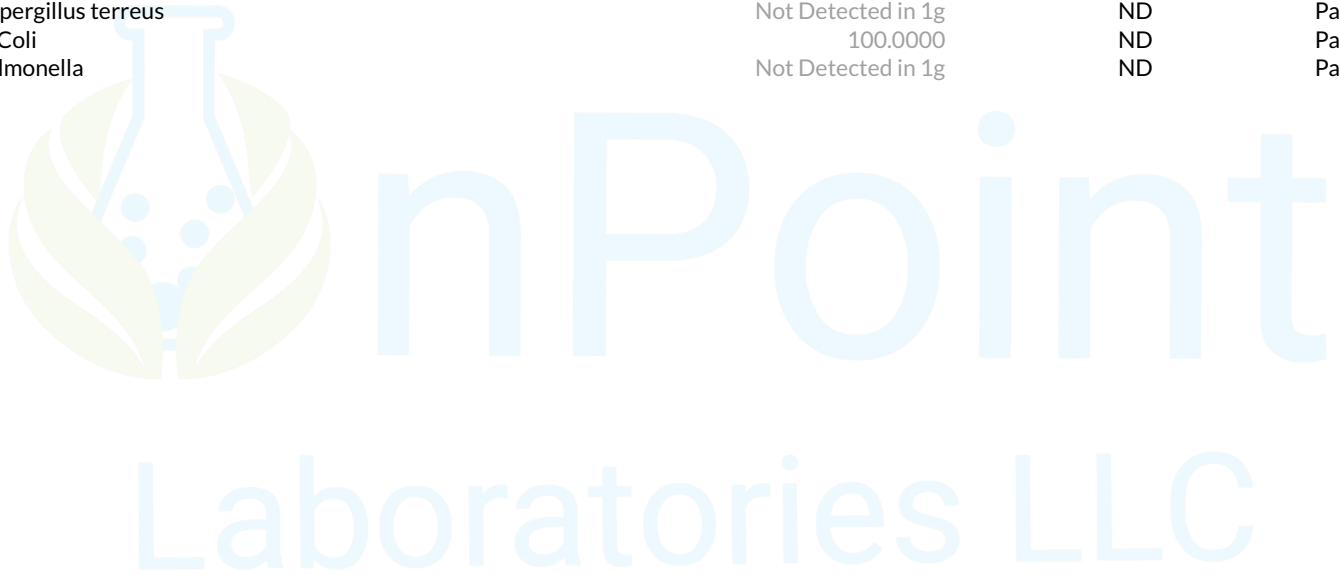 pergillus terreus Not Detected in 1g ND Pa
Coli 100.0000 ND Pa
lmonella Not Detected in 1g ND Pa
nPoint
Laboratories LLC